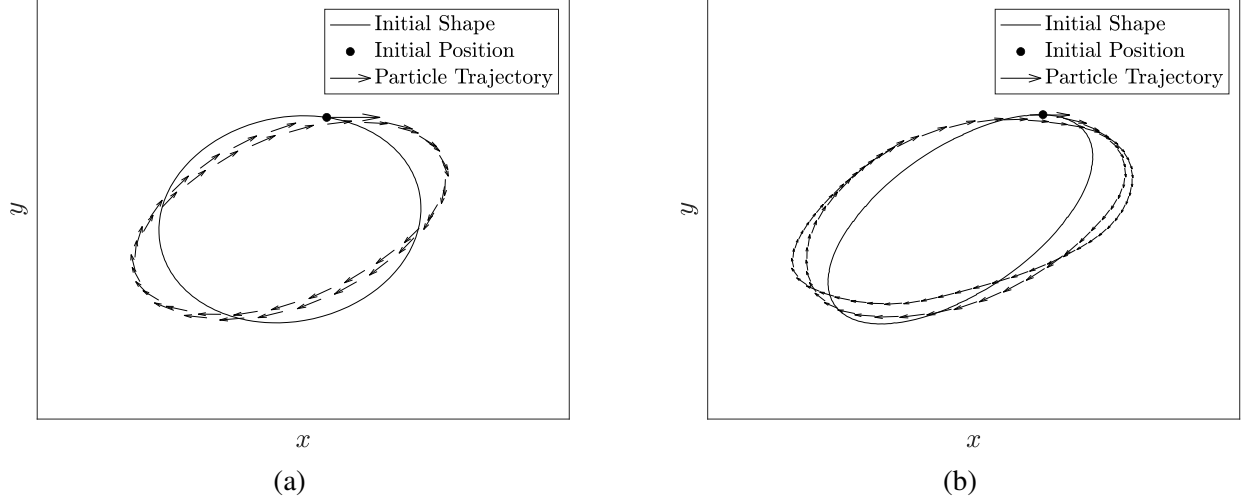 Initial Shape
Initial Position
Particle Trajectory
y
x
(a)
Initial Shape
Initial Position
Particle Trajectory
y
x
(b)